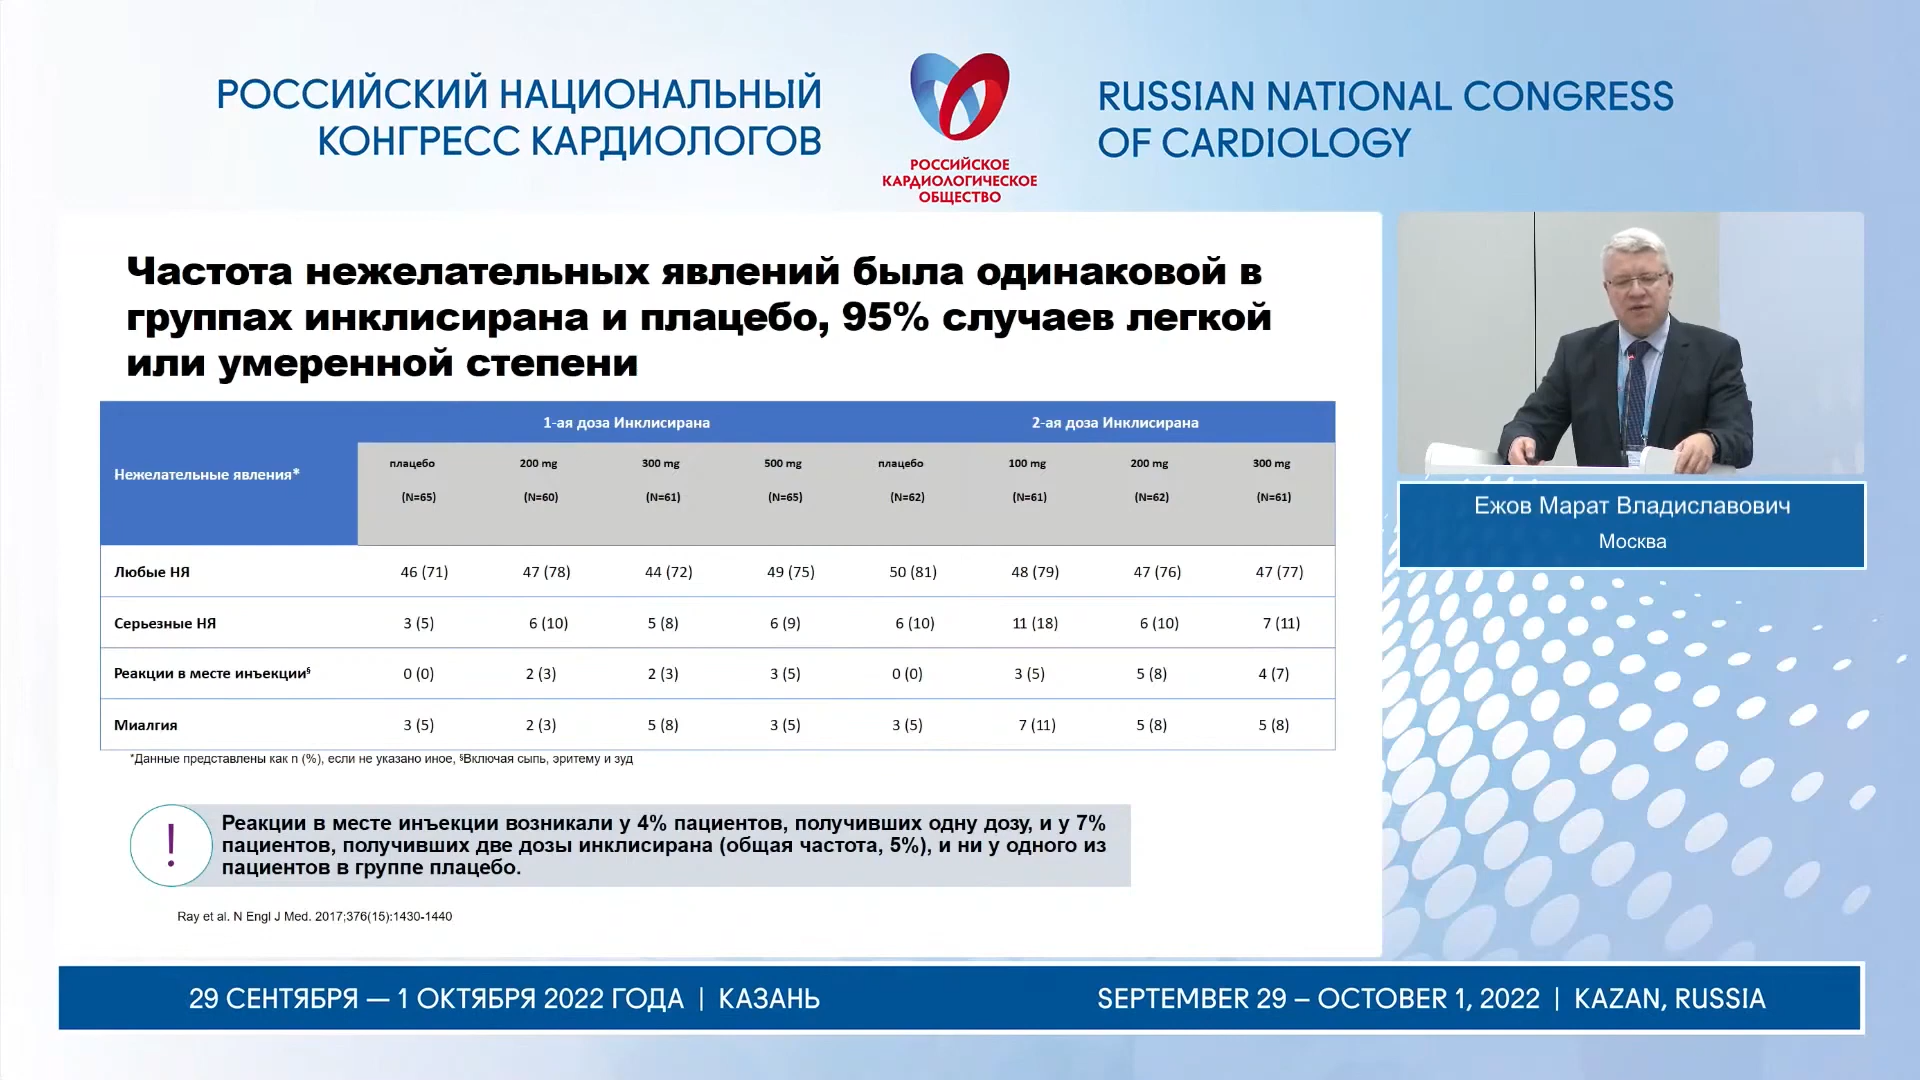 РОССИЙСКИЙ НАЦИОНАЛЬНЫЙ
КОНГРЕСС КАРДИОЛОГОВ
РОССИЙСКОЕ
КАРДИОЛОГИЧЕСКОЕ
ОБЩЕСТВО
RUSSIAN NATIONAL CONGRESS
OF CARDIOLOGY
Частота нежелательных явлений была одинаковой в
группах инклисирана и плацебо, 95% случаев легкой
или умеренной степени
Нежелательные явления* 1-ая доза Инклисирана 2-ая доза Инклисирана
плацебо 200 mg 300 mg 500 mg плацебо 100 mg 200 mg 300 mg
(N=65) (N=60) (N=61) (N=65) (N=62) (N=61) (N=62) (N=61)
Любые НЯ 46 (71) 47 (78) 44 (72) 49 (75) 50 (81) 48 (79) 47 (76) 47 (77)
Серьезные НЯ 3 (5) 6 (10) 5 (8) 6 (9) 6 (10) 11 (18) 6 (10) 7 (11)
Реакции в месте инъекции§ 0 (0) 2 (3) 2 (3) 3 (5) 0 (0) 3 (5) 5 (8) 4 (7)
Миалгия 3 (5) 2 (3) 5 (8) 3 (5) 3 (5) 7 (11) 5 (8) 5 (8)
*Данные представлены как n (%), если не указано иное, §Включая сыпь, эритему и зуд
!
Реакции в месте инъекции возникали у 4% пациентов, получивших одну дозу, и у 7%
пациентов, получивших две дозы инклисирана (общая частота, 5%), и ни у одного из
пациентов в группе плацебо.
Ray et al. N Engl J Med. 2017;376(15):1430-1440
Ежов Марат Владиславович
Москва
29 СЕНТЯБРЯ — 1 ОКТЯБРЯ 2022 ГОДА | КАЗАНЬ
SEPTEMBER 29 – OCTOBER 1, 2022 | KAZAN, RUSSIA